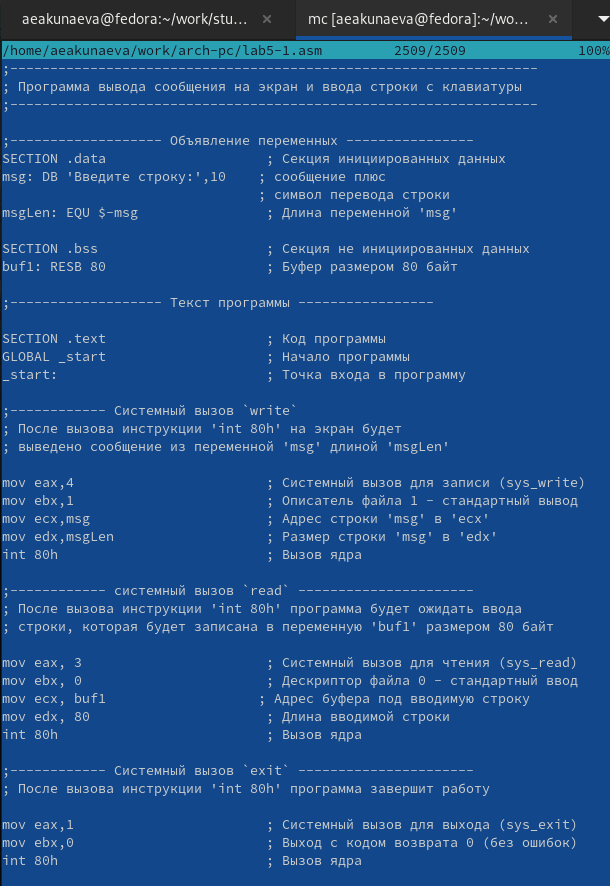 aeakunaeva@fedora:~/work/stu... × mc [aeakunaeva@fedora]:~/wo... ×
/home/aeakunaeva/work/arch-pc/lab5-1.asm 2509/2509 100%
;------------------------------------------------------------------
; Программа вывода сообщения на экран и ввода строки с клавиатуры
;------------------------------------------------------------------
;------------------- Объявление переменных ----------------
SECTION .data ; Секция инициированных данных
msg: DB 'Введите строку:',10 ; сообщение плюс
; символ перевода строки
msgLen: EQU $-msg ; Длина переменной 'msg'
SECTION .bss ; Секция не инициированных данных
buf1: RESB 80 ; Буфер размером 80 байт
;------------------- Текст программы -----------------
SECTION .text ; Код программы
GLOBAL _start ; Начало программы
_start: ; Точка входа в программу
;------------ Системный вызов `write`
; После вызова инструкции 'int 80h' на экран будет
; выведено сообщение из переменной 'msg' длиной 'msgLen'
mov eax,4 ; Системный вызов для записи (sys_write)
mov ebx,1 ; Описатель файла 1 - стандартный вывод
mov ecx,msg ; Адрес строки 'msg' в 'ecx'
mov edx,msgLen ; Размер строки 'msg' в 'edx'
int 80h ; Вызов ядра
;------------ системный вызов `read` ----------------------
; После вызова инструкции 'int 80h' программа будет ожидать ввода
; строки, которая будет записана в переменную 'buf1' размером 80 байт
mov eax, 3 ; Системный вызов для чтения (sys_read)
mov ebx, 0 ; Дескриптор файла 0 - стандартный ввод
mov ecx, buf1 ; Адрес буфера под вводимую строку
mov edx, 80 ; Длина вводимой строки
int 80h ; Вызов ядра
;------------ Системный вызов `exit` ----------------------
; После вызова инструкции 'int 80h' программа завершит работу
mov eax,1 ; Системный вызов для выхода (sys_exit)
mov ebx,0 ; Выход с кодом возврата 0 (без ошибок)
int 80h ; Вызов ядра